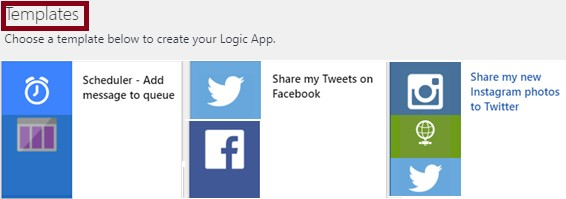 Templates
Choose a template below to create your Logic App.
Scheduler - Add
message to queue
Share my Tweets on
Facebook
Share my new
Instagram photos
to Twitter